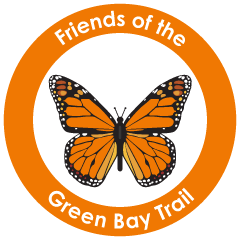 Friends of the
Green Bay Trail